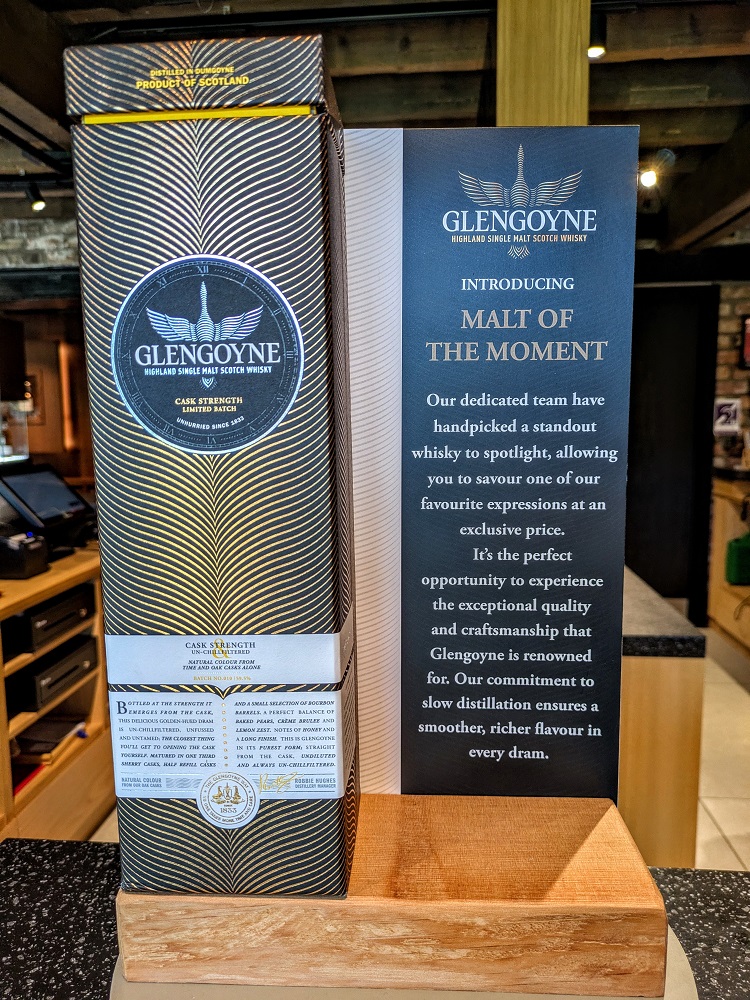 DISTILLED IN DUMGOYNE
PRODUCT OF SCOTLAND
XII
GLENGOYNE
HIGHLAND SINGLE MALT SCOTCH WHISKY
CASK STRENGTH
LIMITED BATCH
UNHURRIED SINCE 1833
CASK STRENGTH
&
UN-CHILLFILTERED
NATURAL COLOUR FROM
TIME AND OAK CASKS ALONE
BOTTLED AT THE STRENGTH IT
EMERGES FROM THE CASK,
THIS DELICIOUS GOLDEN-HUED DRAM
IS UN-CHILLFILTERED, UNFUSSED
AND UNTAMED; THE CLOSEST THING
YOU'LL GET TO OPENING THE CASK
YOURSELF. MATURED IN ONE THIRD
SHERRY CASKS, HALF REFILL CASKS
AND A SMALL SELECTION OF BOURBON
BARRELS. A PERFECT BALANCE OF
BAKED PEARS, CRÈME BRULEE AND
LEMON ZEST. NOTES OF HONEY AND
A LONG FINISH. THIS IS GLENGOYNE
IN ITS PUREST FORM; STRAIGHT
FROM THE CASK, UNDILUTED
AND ALWAYS UN-CHILLFILTERED.
NATURAL COLOUR
FROM OUR OAK CASKS
ROBBIE HUGHES
DISTILLERY MANAGER
THE GLENGOYNE WAY
SINCE
1833
GLENGOYNE
HIGHLAND SINGLE MALT SCOTCH WHISKY
INTRODUCING
MALT OF
THE MOMENT
Our dedicated team have
handpicked a standout
whisky to spotlight, allowing
you to savour one of our
favourite expressions at an
exclusive price.
It's the perfect
opportunity to experience
the exceptional quality
and craftsmanship that
Glengoyne is renowned
for. Our commitment to
slow distillation ensures a
smoother, richer flavour in
every dram.